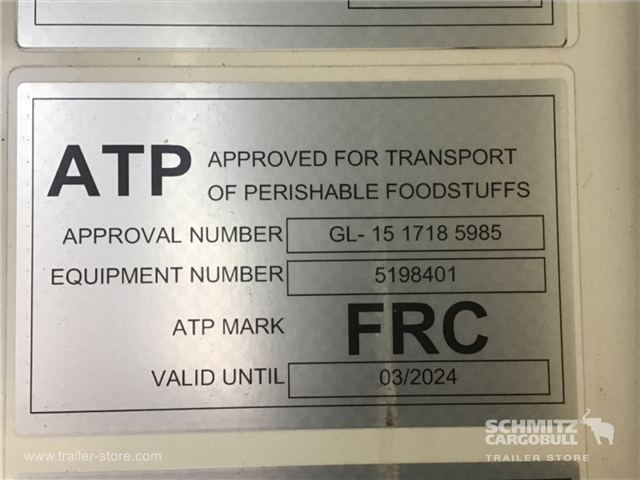 ATP APPROVED FOR TRANSPORT
OF PERISHABLE FOODSTUFFS
APPROVAL NUMBER GL- 15 1718 5985
EQUIPMENT NUMBER 5198401
ATP MARK FRC
VALID UNTIL 03/2024
www.trailer-store.com
SCHMITZ
CARGOBULL
TRAILER STORE